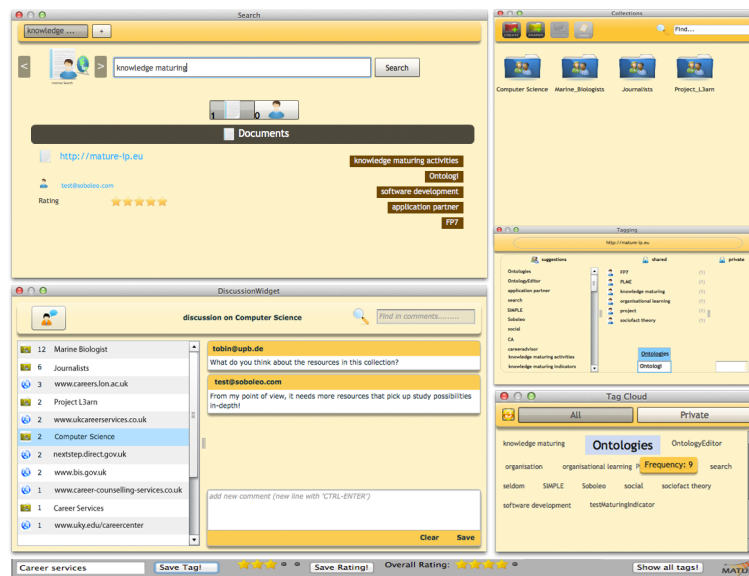 Search
knowledge ...
+
<
>
knowledge maturing
Search
1
0
Documents
http://mature-ip.eu
test@soboleo.com
Rating
knowledge maturing activities
Ontologi
software development
application partner
FP7
Collections
Find...
Computer Science
Marine_Biologists
Journalists
Project_L3arn
Tagging
http://mature-ip.eu
suggestions
shared
private
Ontologies
OntologyEditor
application partner
search
SIMPLE
Soboleo
social
CA
careeradvisor
knowledge maturing activities
knowledge maturing indicators
FP7 (1)
PLME (1)
knowledge maturing (1)
organisational learning (1)
project (1)
sociofact theory (1)
Ontologies
Ontologi
DiscussionWidget
discussion on Computer Science
Find in comments.........
12 Marine Biologist
6 Journalists
3 www.careers.lon.ac.uk
2 Project L3arn
2 www.ukcareerservices.co.uk
2 Computer Science
2 nextstep.direct.gov.uk
2 www.bis.gov.uk
1 www.career-counselling-services.co.uk
1 Career Services
1 www.uky.edu/careercenter
tobin@upb.de
What do you think about the resources in this collection?
test@soboleo.com
From my point of view, it needs more resources that pick up study possibilities
in-depth!
add new comment (new line with 'CTRL-ENTER')
Clear
Save
Tag Cloud
All
Private
knowledge maturing
Ontologies
OntologyEditor
organisation
organisational learning
P
Frequency: 9
search
seldom
SIMPLE
Soboleo
social
sociofact theory
software development
testMaturingIndicator
Career services
Save Tag!
Save Rating!
Overall Rating:
Show all tags!